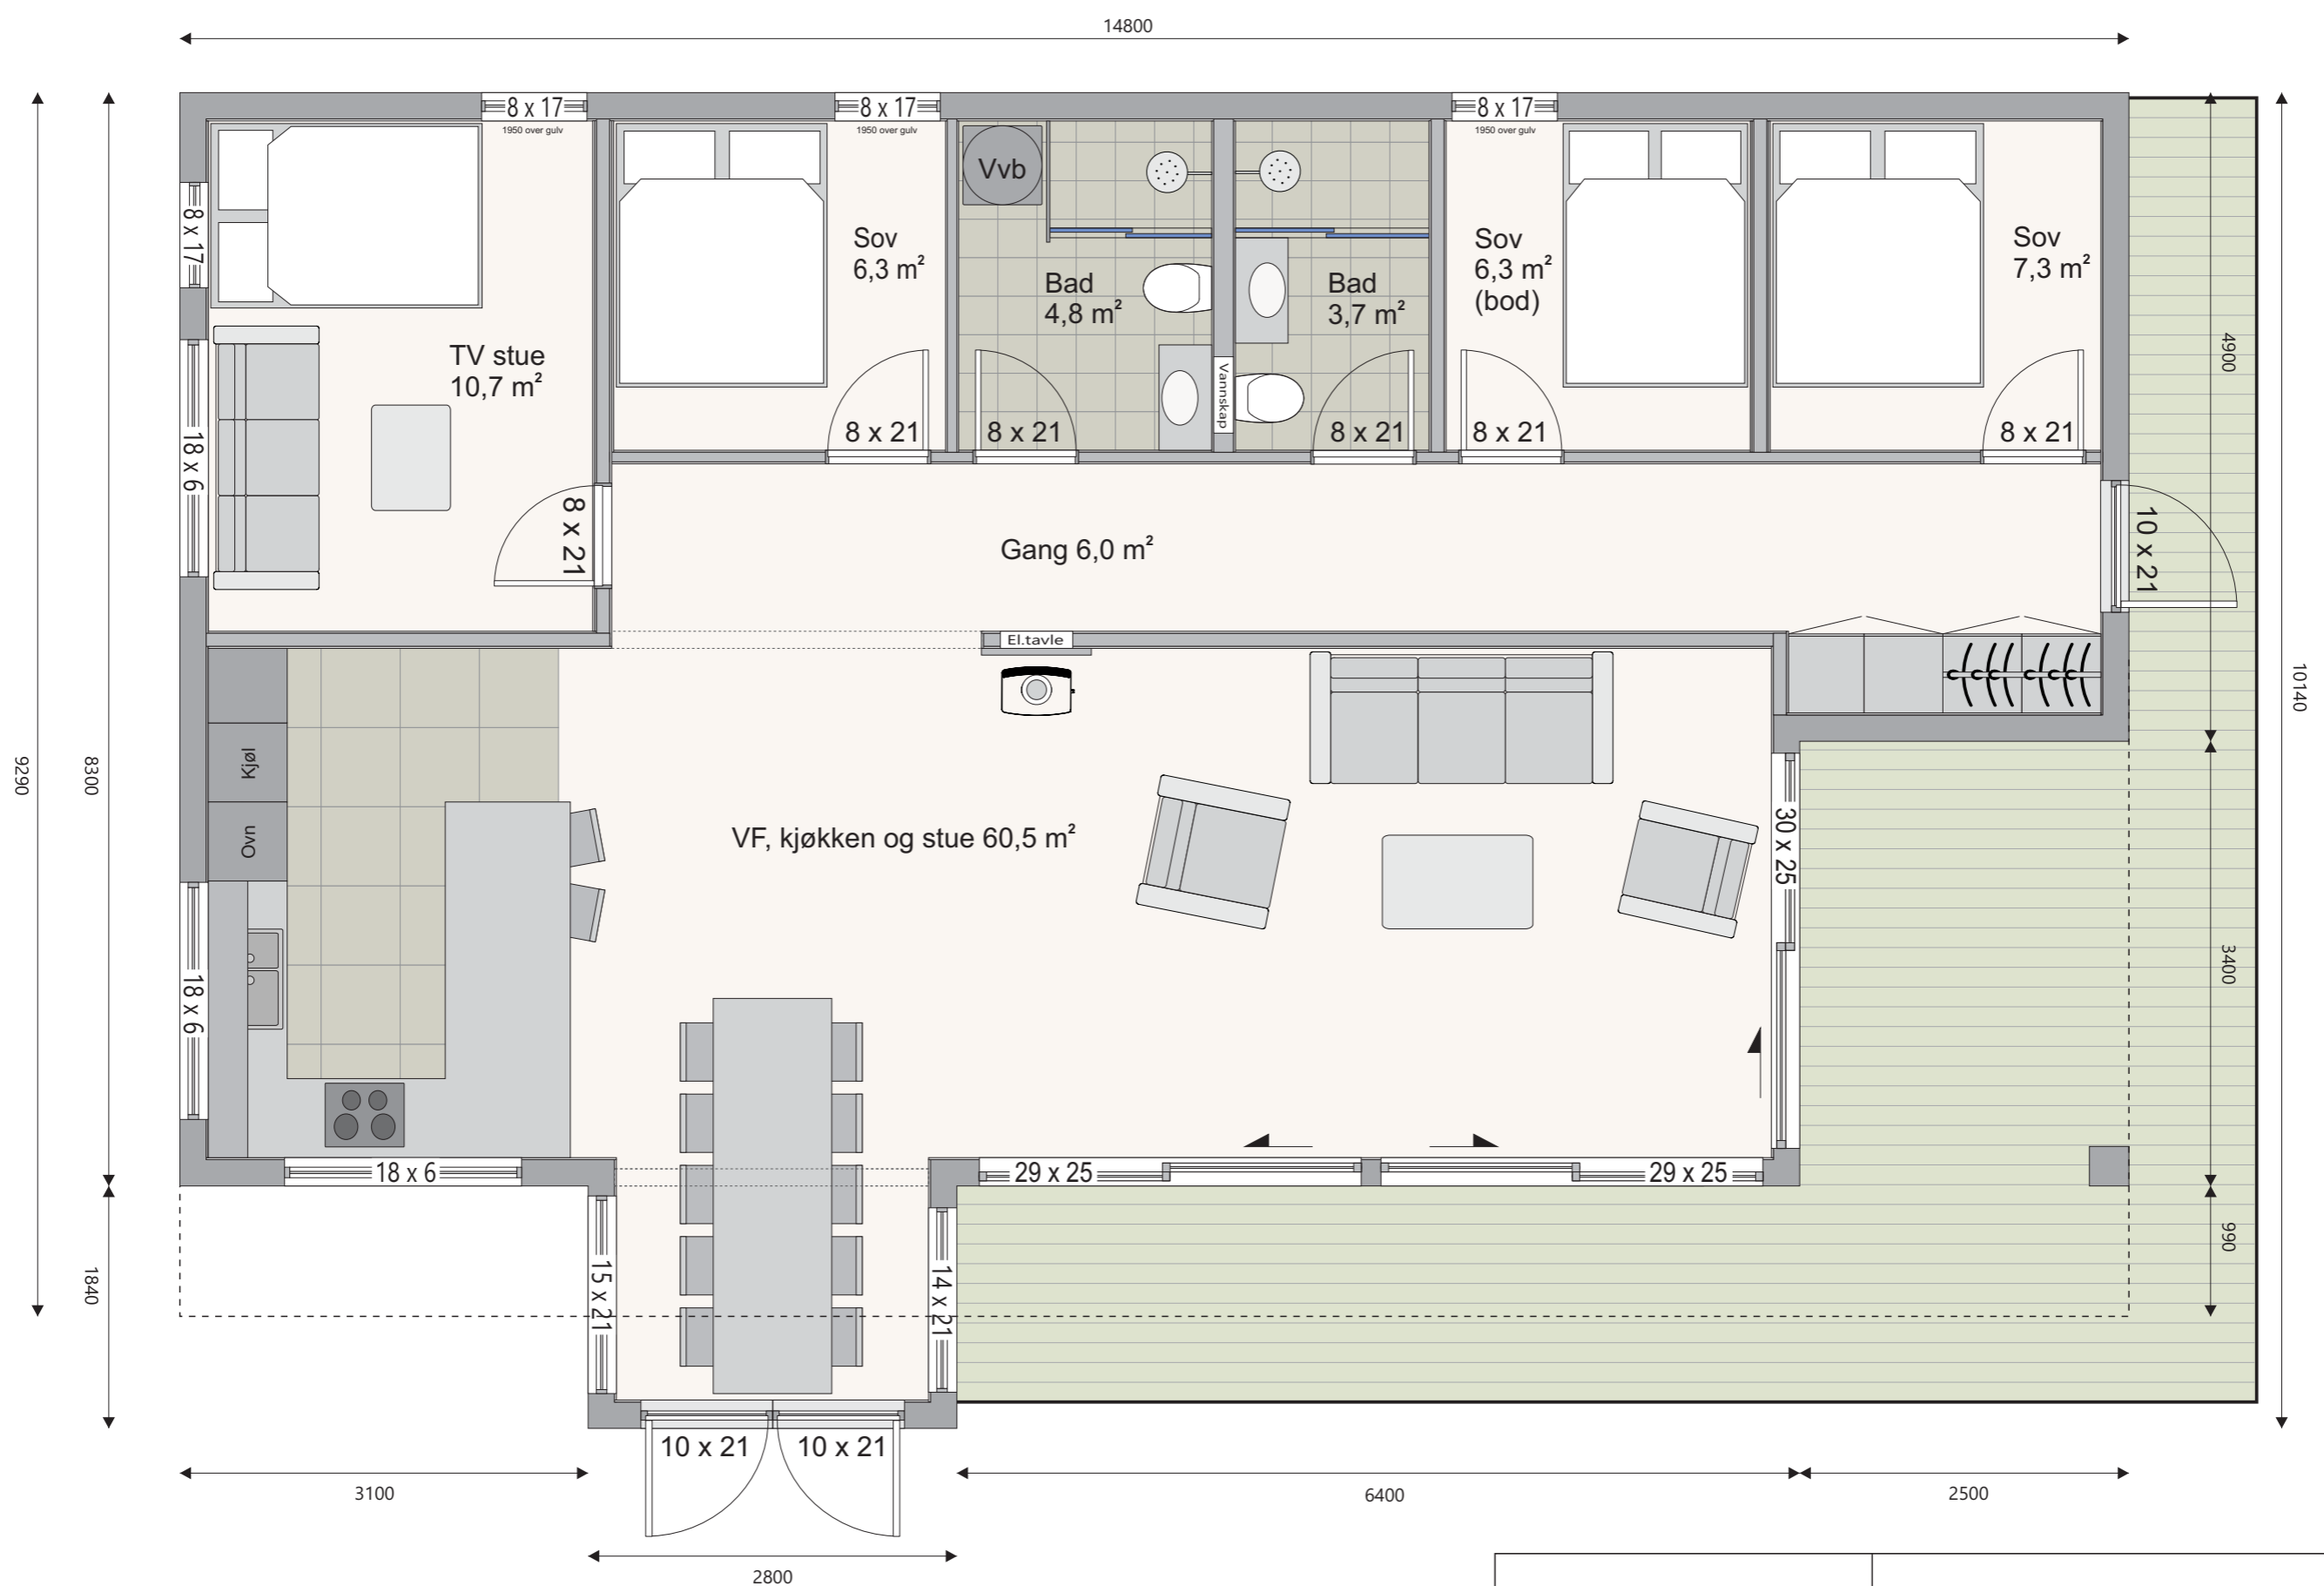 14800
8 x 17
1950 over gulv
8 x 17
1950 over gulv
8 x 17
1950 over gulv
Vvb
8 x 17
Sov
6,3 m²
Bad
4,8 m²
Bad
3,7 m²
Sov
6,3 m²
(bod)
Sov
7,3 m²
TV stue
10,7 m²
4900
Vannskap
18 x 6
8 x 21
8 x 21
8 x 21
8 x 21
8 x 21
8 x 21
10 x 21
Gang 6,0 m²
El.tavle
10140
9290
8300
Kjøl
Ovn
VF, kjøkken og stue 60,5 m²
30 x 25
3400
18 x 6
18 x 6
29 x 25
29 x 25
990
1840
15 x 21
14 x 21
10 x 21
10 x 21
3100
6400
2500
2800